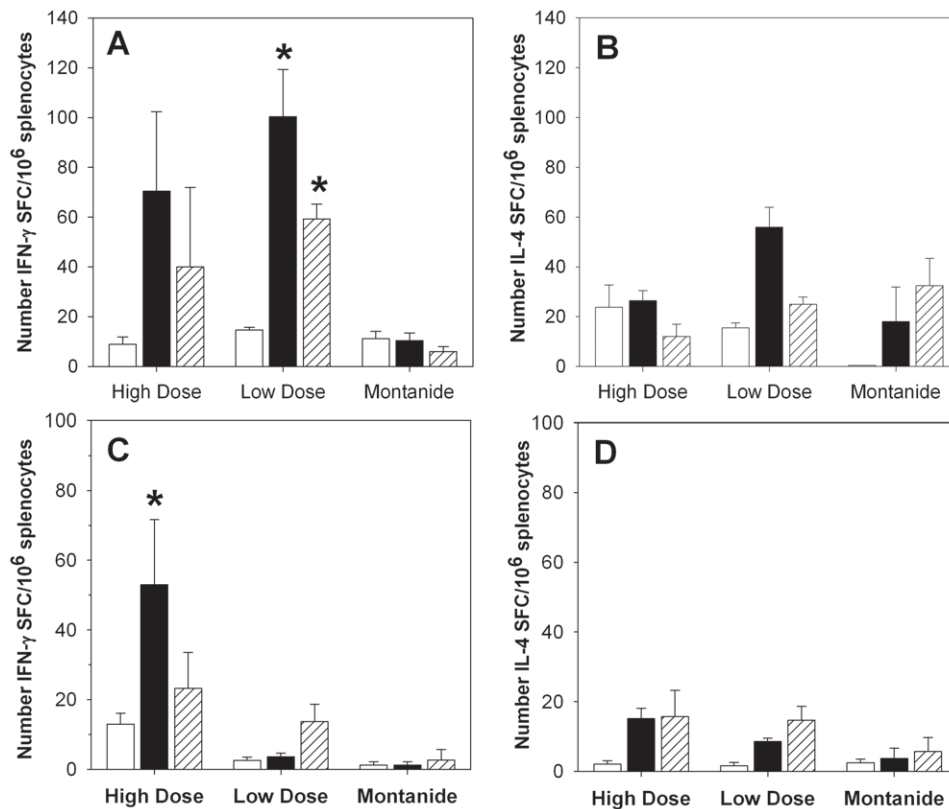 A
Number IFN-γ SFC/10⁶ splenocytes
140
120
100
80
60
40
20
0
*
*
High Dose Low Dose Montanide
B
Number IL-4 SFC/10⁶ splenocytes
140
120
100
80
60
40
20
0
High Dose Low Dose Montanide
C
Number IFN-γ SFC/10⁶ splenocytes
100
80
60
40
20
0
*
High Dose Low Dose Montanide
D
Number IL-4 SFC/10⁶ splenocytes
100
80
60
40
20
0
High Dose Low Dose Montanide